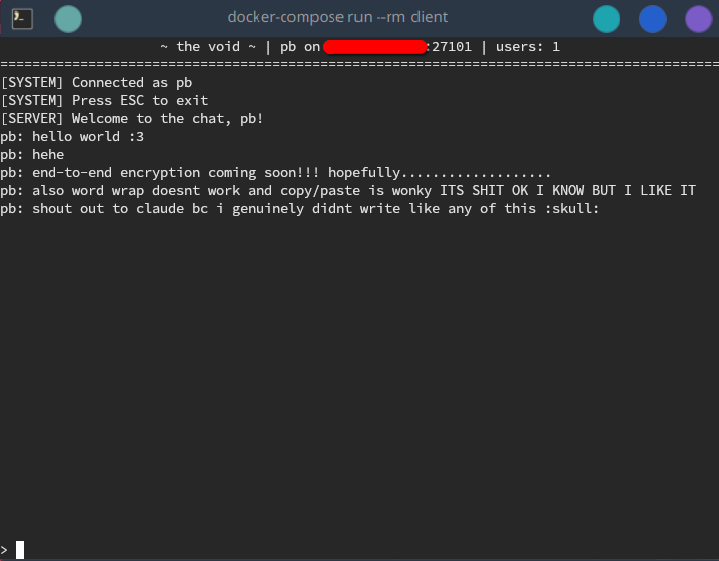 docker-compose run --rm client
~ the void ~ | pb on :27101 | users: 1
==========================================================================================
[SYSTEM] Connected as pb
[SYSTEM] Press ESC to exit
[SERVER] Welcome to the chat, pb!
pb: hello world :3
pb: hehe
pb: end-to-end encryption coming soon!!! hopefully...................
pb: also word wrap doesnt work and copy/paste is wonky ITS SHIT OK I KNOW BUT I LIKE IT
pb: shout out to claude bc i genuinely didnt write like any of this :skull:
>